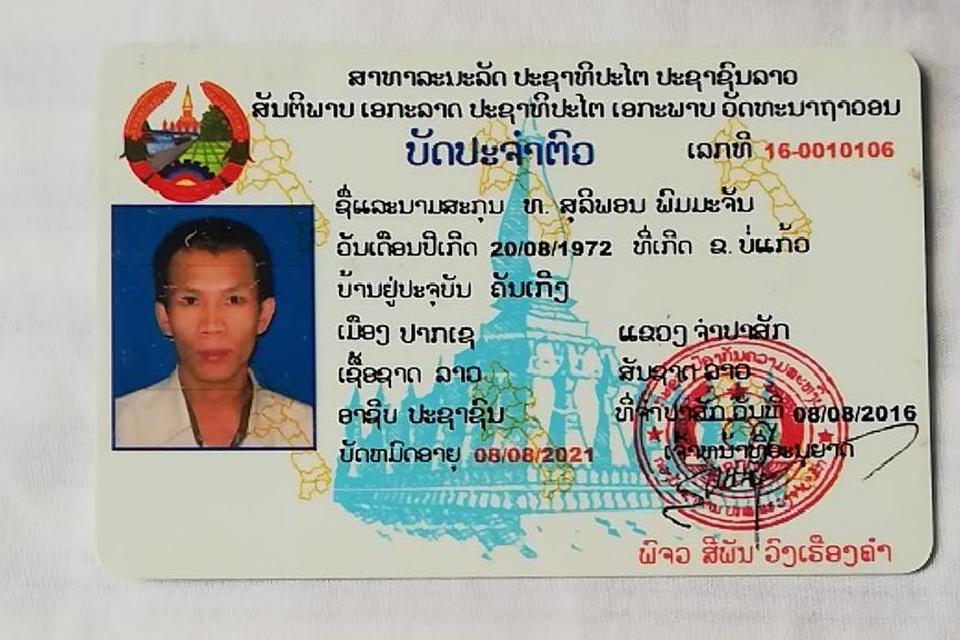 ສາທາລະນະລັດ ປະຊາທິປະໄຕ ປະຊາຊົນລາວ
ສັນຕິພາບ ເອກະລາດ ປະຊາທິປະໄຕ ເອກະພາບ ວັດທະນາຖາວອນ
ບັດປະຈຳຕົວ ເລກທີ 16-0010106
ຊື່ແລະນາມສະກຸນ ທ. ສຸລິພອນ ພິມມະຈັນ
ວັນເດືອນປີເກີດ 20/08/1972 ທີ່ເກີດ ຂ. ບໍ່ແກ້ວ
ບ້ານຢູ່ປະຈຸບັນ ຄັນເກີງ
ເມືອງ ປາກເຊ ແຂວງ ຈຳປາສັກ
ເຊື້ອຊາດ ລາວ ສັນຊາດ ລາວ
ອາຊີບ ປະຊາຊົນ ທີ່ຈຳປາສັກ ວັນທີ 08/08/2016
ບັດຫມົດອາຍຸ 08/08/2021 ເຈົ້າຫນ້າທີ່ອະນຸຍາດ
ພົຈວ ສີພັນ ວົງເຮືອງຄຳ